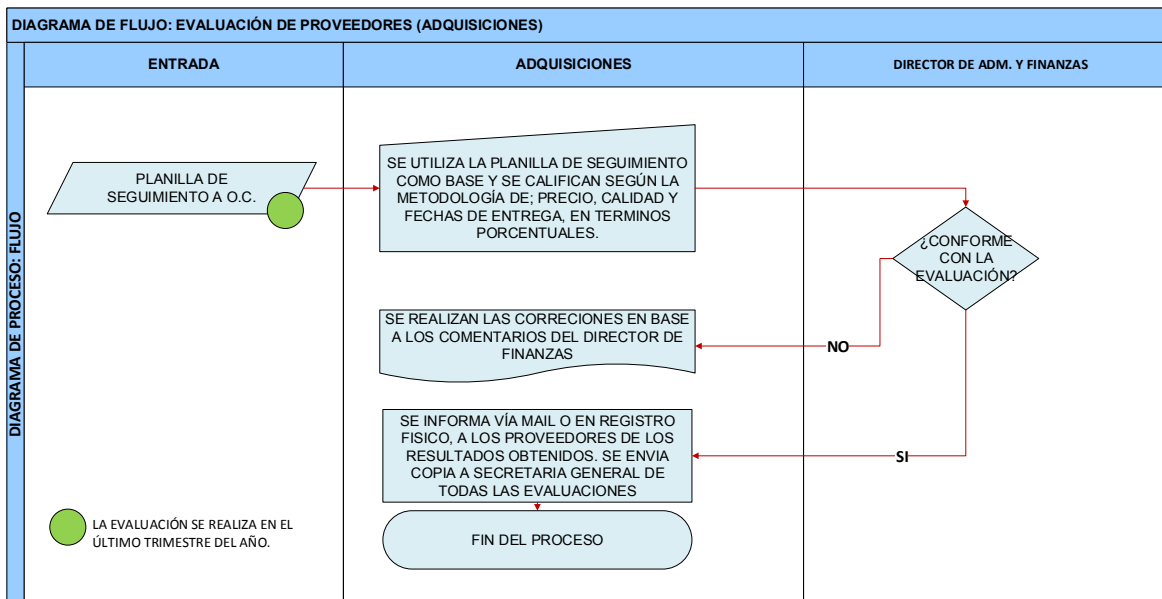 DIAGRAMA DE FLUJO: EVALUACIÓN DE PROVEEDORES (ADQUISICIONES)
DIAGRAMA DE PROCESO: FLUJO
ENTRADA
ADQUISICIONES
DIRECTOR DE ADM. Y FINANZAS
PLANILLA DE
SEGUIMIENTO A O.C.
SE UTILIZA LA PLANILLA DE SEGUIMIENTO
COMO BASE Y SE CALIFICAN SEGÚN LA
METODOLOGÍA DE; PRECIO, CALIDAD Y
FECHAS DE ENTREGA, EN TERMINOS
PORCENTUALES.
¿CONFORME
CON LA
EVALUACIÓN?
SE REALIZAN LAS CORRECIONES EN BASE
A LOS COMENTARIOS DEL DIRECTOR DE
FINANZAS
NO
SE INFORMA VÍA MAIL O EN REGISTRO
FISICO, A LOS PROVEEDORES DE LOS
RESULTADOS OBTENIDOS. SE ENVIA
COPIA A SECRETARIA GENERAL DE
TODAS LAS EVALUACIONES
SI
FIN DEL PROCESO
LA EVALUACIÓN SE REALIZA EN EL
ÚLTIMO TRIMESTRE DEL AÑO.